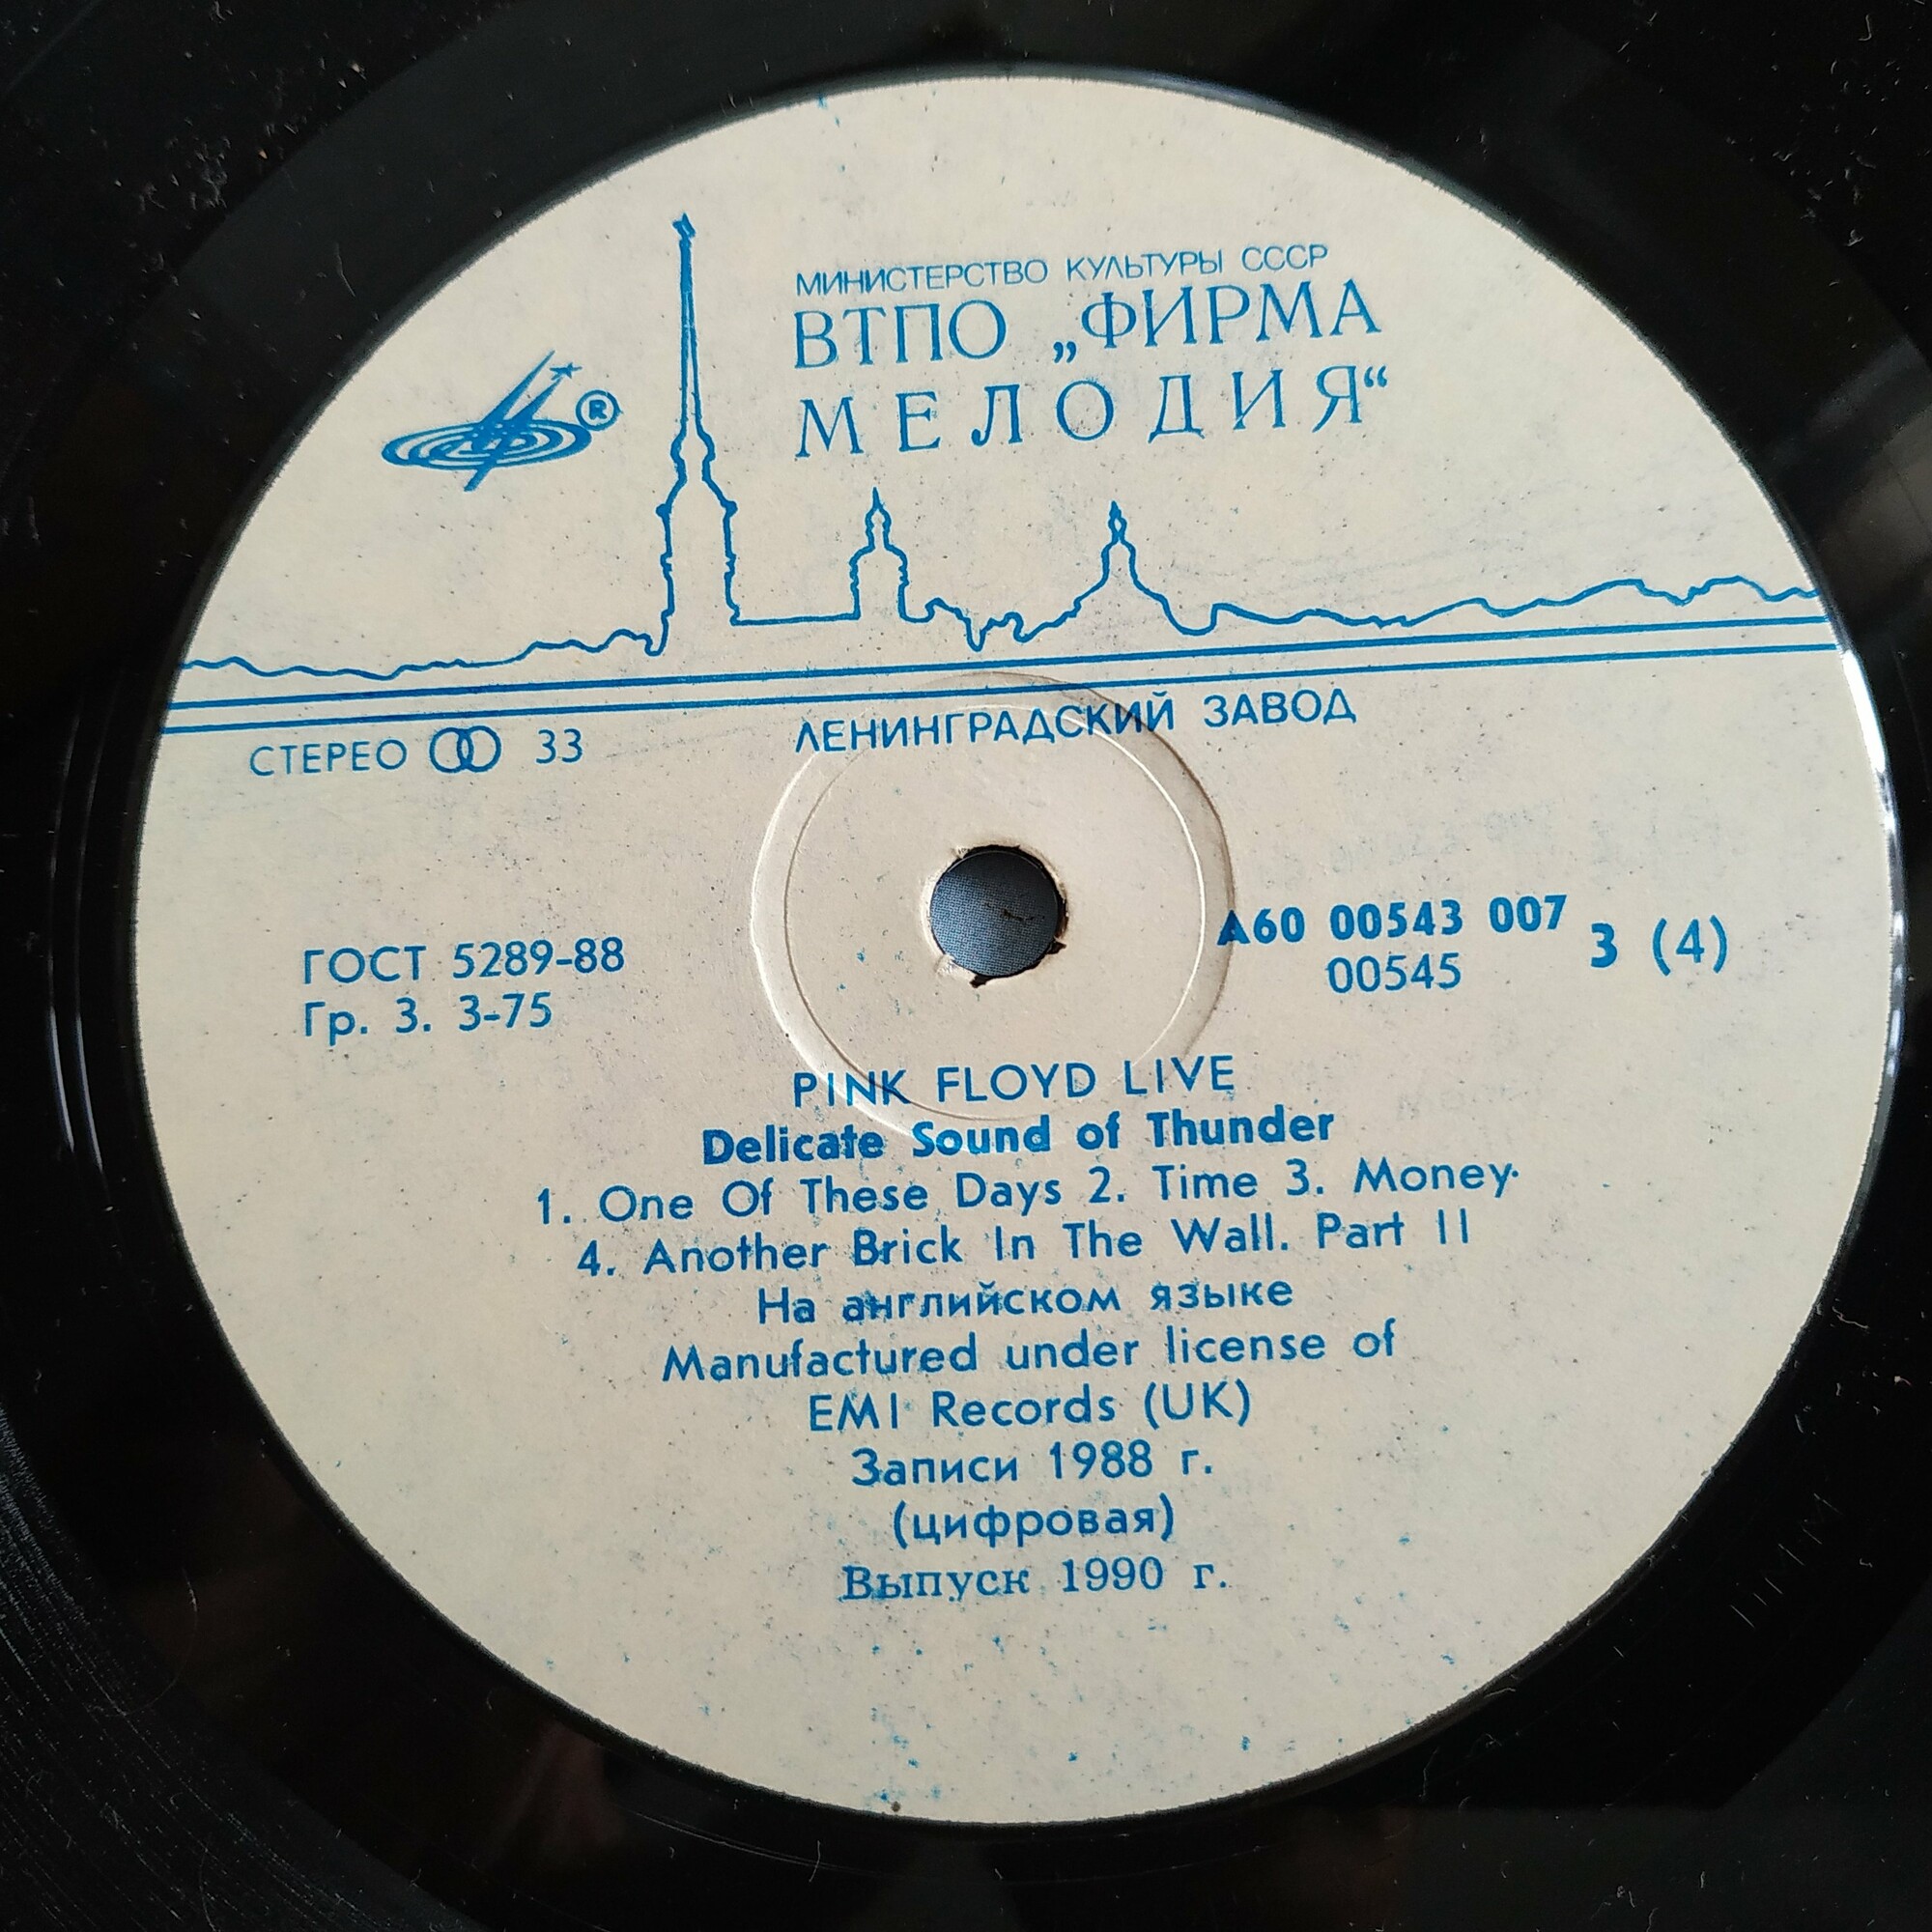 МИНИСТЕРСТВО КУЛЬТУРЫ СССР
ВТПО „ФИРМА
МЕЛОДИЯ“
®
ЛЕНИНГРАДСКИЙ ЗАВОД
СТЕРЕО 33
А60 00543 007
00545
3 (4)
ГОСТ 5289-88
Гр. 3. 3-75
PINK FLOYD LIVE
Delicate Sound of Thunder
1. One Of These Days 2. Time 3. Money.
4. Another Brick In The Wall. Part II
На английском языке
Manufactured under license of
EMI Records (UK)
Записи 1988 г.
(цифровая)
Выпуск 1990 г.